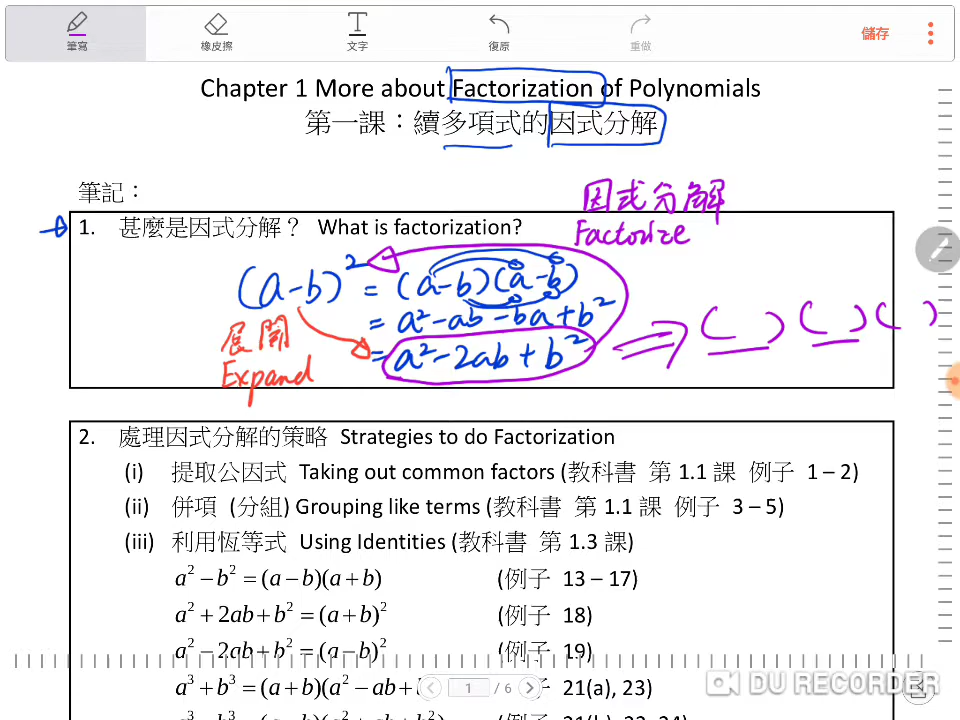 筆寫 橡皮擦 文字 復原 重做 儲存
Chapter 1 More about Factorization of Polynomials
第一課：續多項式的因式分解
筆記：
因式分解
Factorize
1. 甚麼是因式分解？ What is factorization?
(a-b)² = (a-b)(a-b)
= a²-ab-ba+b²
= a²-2ab+b² ⇒ ( )( )( )
展開
Expand
2. 處理因式分解的策略 Strategies to do Factorization
(i) 提取公因式 Taking out common factors (教科書 第 1.1 課 例子 1 – 2)
(ii) 併項 (分組) Grouping like terms (教科書 第 1.1 課 例子 3 – 5)
(iii) 利用恆等式 Using Identities (教科書 第 1.3 課)
a² − b² = (a − b)(a + b) (例子 13 – 17)
a² + 2ab + b² = (a + b)² (例子 18)
a² − 2ab + b² = (a − b)² (例子 19)
a³ + b³ = (a + b)(a² − ab + 21(a), 23)
1 / 6
DU RECORDER